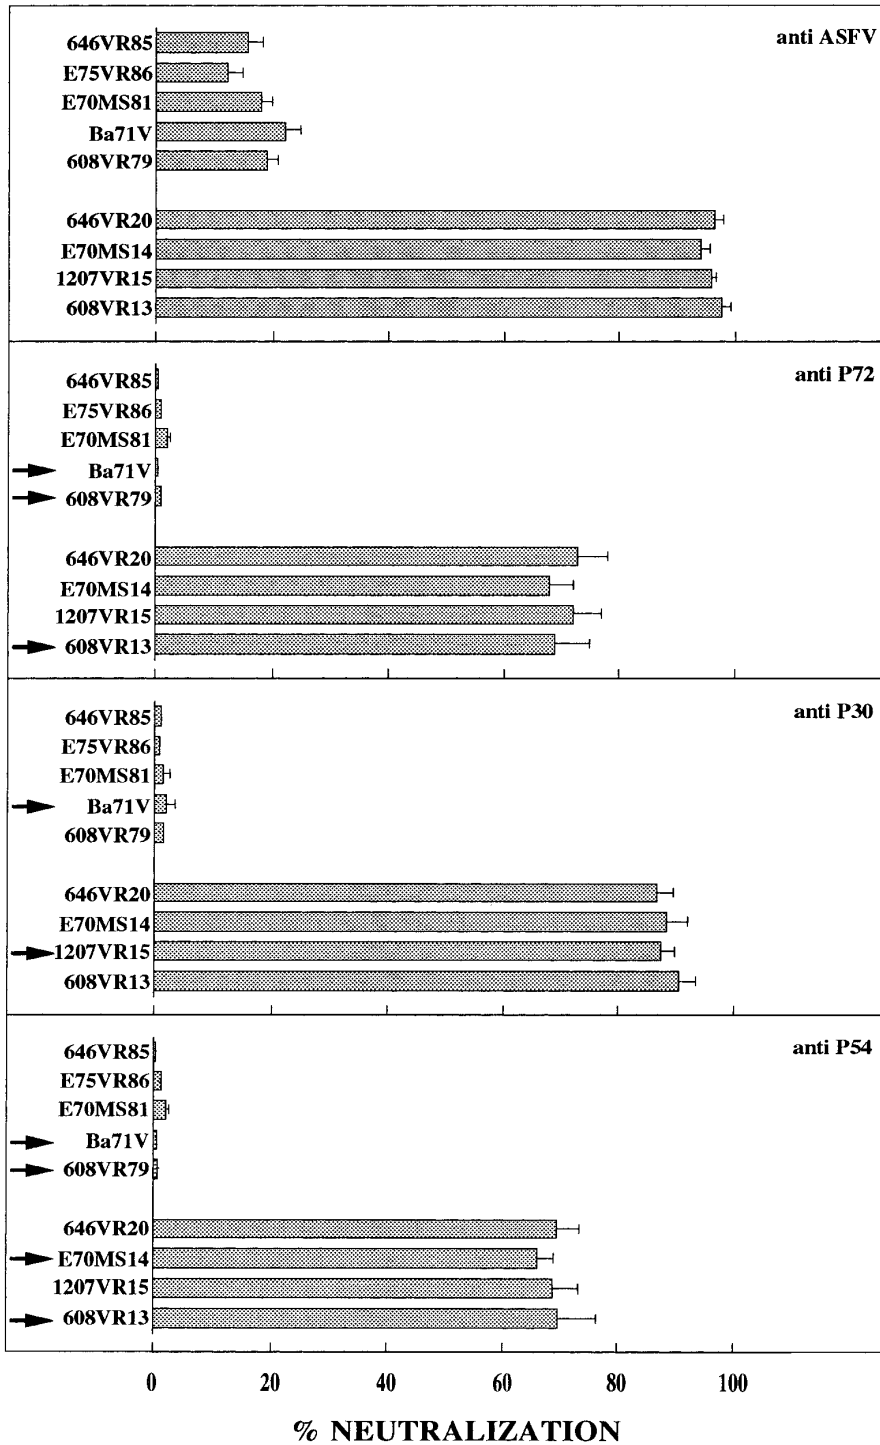 anti ASFV
646VR85
E75VR86
E70MS81
Ba71V
608VR79
646VR20
E70MS14
1207VR15
608VR13
anti P72
646VR85
E75VR86
E70MS81
Ba71V
608VR79
646VR20
E70MS14
1207VR15
608VR13
anti P30
646VR85
E75VR86
E70MS81
Ba71V
608VR79
646VR20
E70MS14
1207VR15
608VR13
anti P54
646VR85
E75VR86
E70MS81
Ba71V
608VR79
646VR20
E70MS14
1207VR15
608VR13
0 20 40 60 80 100
% NEUTRALIZATION